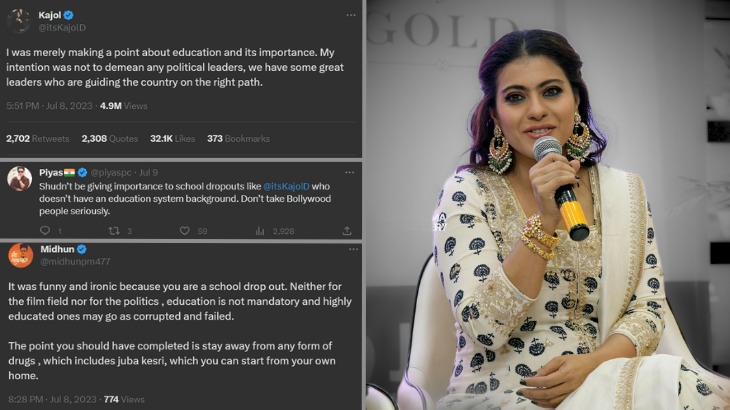 Kajol
@itsKajolD
I was merely making a point about education and its importance. My
intention was not to demean any political leaders, we have some great
leaders who are guiding the country on the right path.
5:51 PM · Jul 8, 2023 · 4.9M Views
2,702 Retweets 2,308 Quotes 32.1K Likes 373 Bookmarks
Piyas🇮🇳 @piyaspc · Jul 9
Shudn't be giving importance to school dropouts like @itsKajolD who
doesn't have an education system background. Don't take Bollywood
people seriously.
1 3 59 2,928
Midhun
@midhunpm477
It was funny and ironic because you are a school drop out. Neither for
the film field nor for the politics , education is not mandatory and highly
educated ones may go as corrupted and failed.
The point you should have completed is stay away from any form of
drugs , which includes juba kesri, which you can start from your own
home.
8:28 PM · Jul 8, 2023 · 774 Views
GOLD